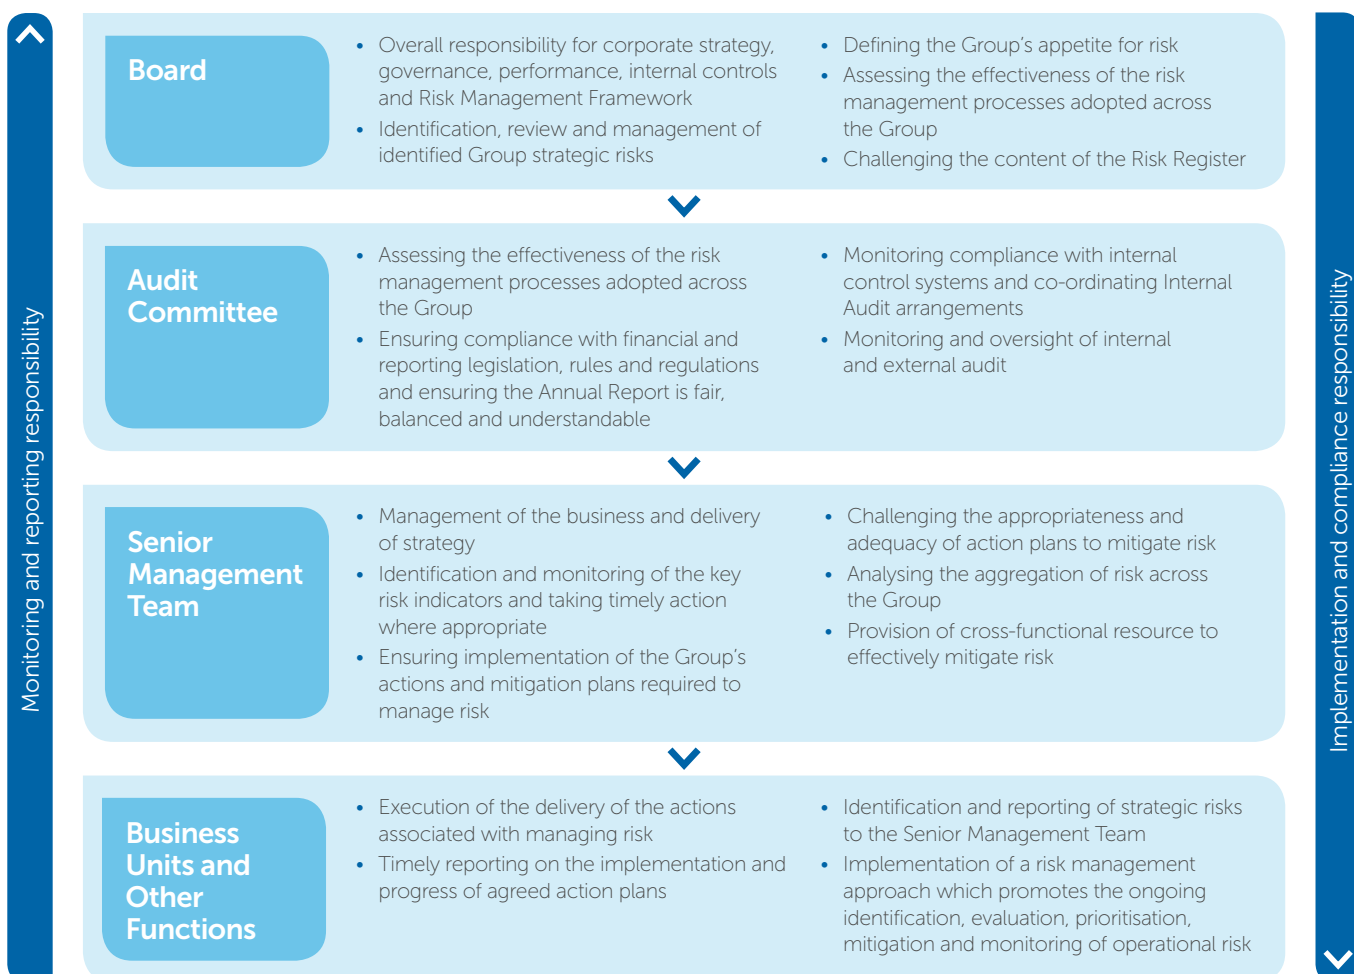 Monitoring and reporting responsibility
Board
• Overall responsibility for corporate strategy,
governance, performance, internal controls
and Risk Management Framework
• Identification, review and management of
identified Group strategic risks
• Defining the Group’s appetite for risk
• Assessing the effectiveness of the risk
management processes adopted across
the Group
• Challenging the content of the Risk Register
Audit
Committee
• Assessing the effectiveness of the risk
management processes adopted across
the Group
• Ensuring compliance with financial and
reporting legislation, rules and regulations
and ensuring the Annual Report is fair,
balanced and understandable
• Monitoring compliance with internal
control systems and co-ordinating Internal
Audit arrangements
• Monitoring and oversight of internal
and external audit
Senior
Management
Team
• Management of the business and delivery
of strategy
• Identification and monitoring of the key
risk indicators and taking timely action
where appropriate
• Ensuring implementation of the Group’s
actions and mitigation plans required to
manage risk
• Challenging the appropriateness and
adequacy of action plans to mitigate risk
• Analysing the aggregation of risk across
the Group
• Provision of cross-functional resource to
effectively mitigate risk
Business
Units and
Other
Functions
• Execution of the delivery of the actions
associated with managing risk
• Timely reporting on the implementation and
progress of agreed action plans
• Identification and reporting of strategic risks
to the Senior Management Team
• Implementation of a risk management
approach which promotes the ongoing
identification, evaluation, prioritisation,
mitigation and monitoring of operational risk
Implementation and compliance responsibility